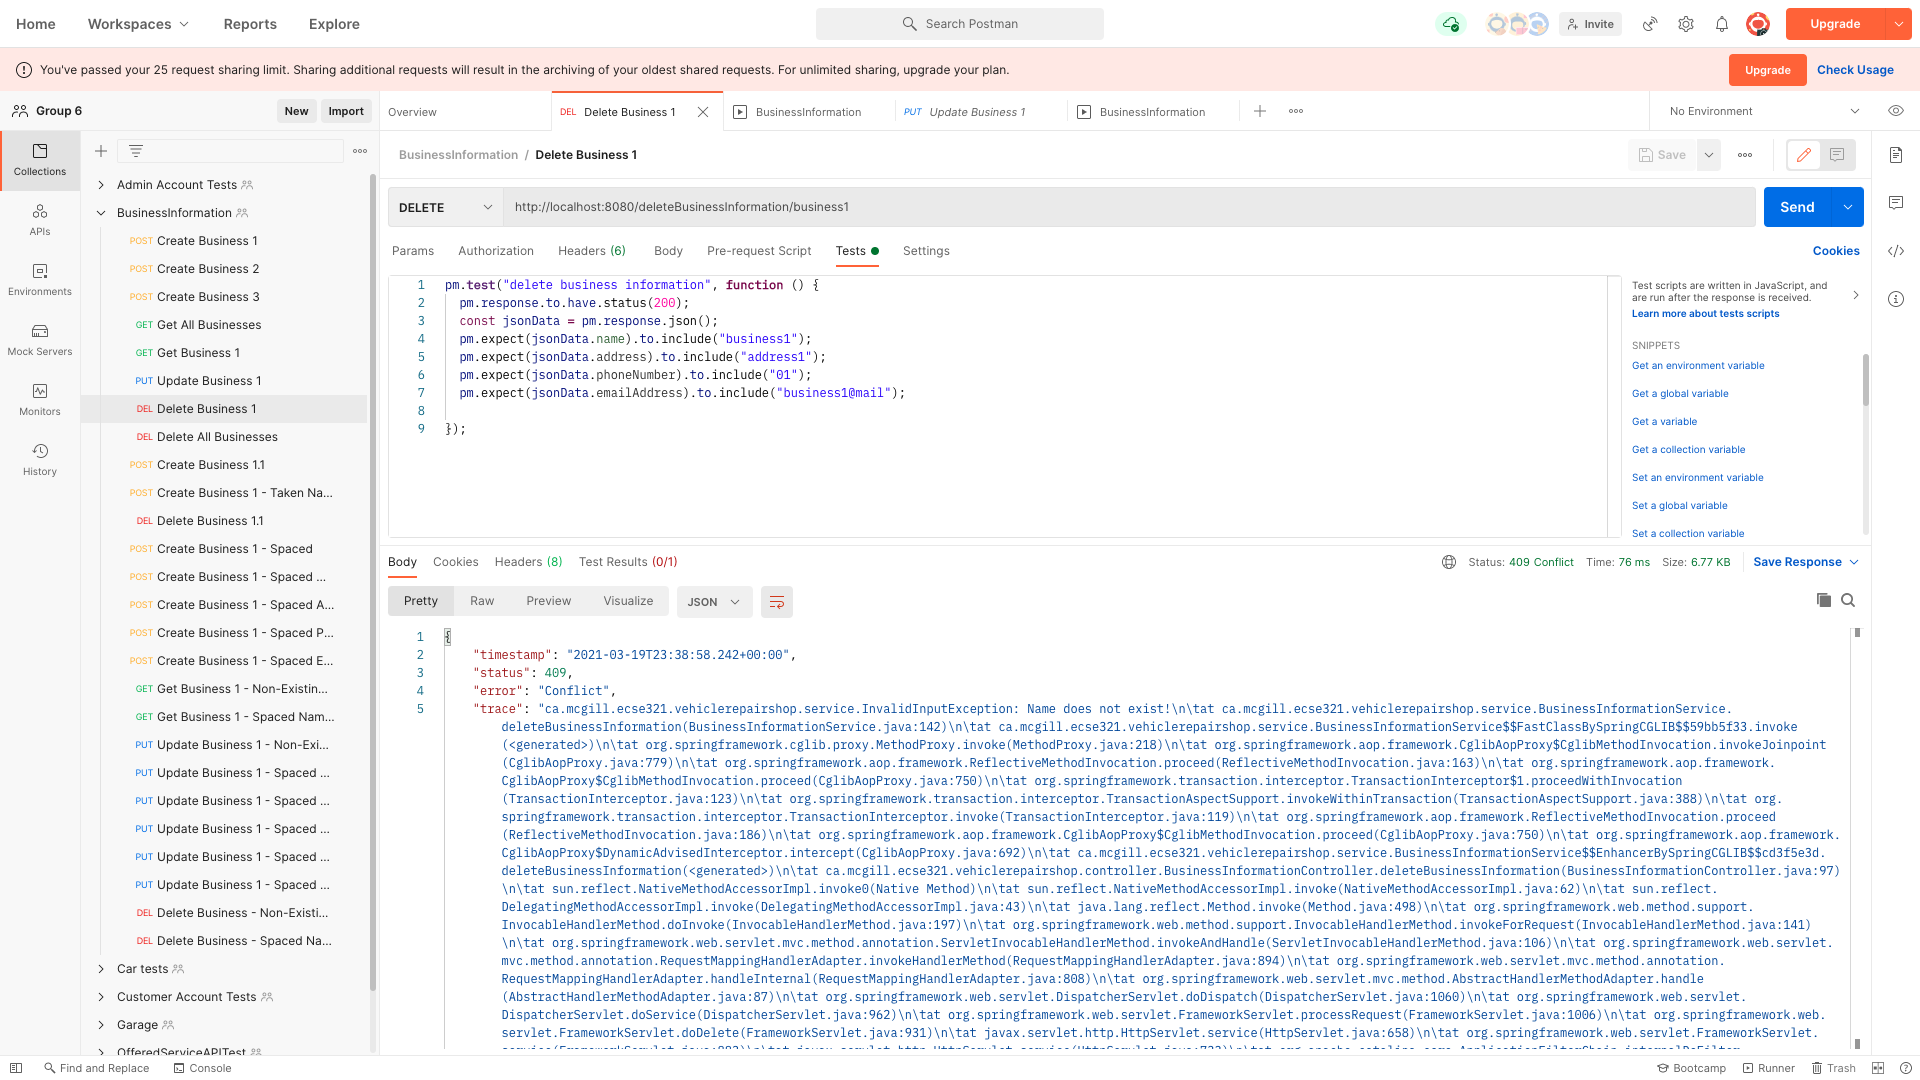 Home Workspaces Reports Explore Search Postman Invite Upgrade
You've passed your 25 request sharing limit. Sharing additional requests will result in the archiving of your oldest shared requests. For unlimited sharing, upgrade your plan. Upgrade Check Usage
Group 6 New Import Overview DEL Delete Business 1 BusinessInformation PUT Update Business 1 BusinessInformation No Environment
Collections
APIs
Environments
Mock Servers
Monitors
History
Admin Account Tests
BusinessInformation
POST Create Business 1
POST Create Business 2
POST Create Business 3
GET Get All Businesses
GET Get Business 1
PUT Update Business 1
DEL Delete Business 1
DEL Delete All Businesses
POST Create Business 1.1
POST Create Business 1 - Taken Na...
DEL Delete Business 1.1
POST Create Business 1 - Spaced
POST Create Business 1 - Spaced ...
POST Create Business 1 - Spaced A...
POST Create Business 1 - Spaced P...
POST Create Business 1 - Spaced E...
GET Get Business 1 - Non-Existin...
GET Get Business 1 - Spaced Nam...
PUT Update Business 1 - Non-Exi...
PUT Update Business 1 - Spaced ...
PUT Update Business 1 - Spaced ...
PUT Update Business 1 - Spaced ...
PUT Update Business 1 - Spaced ...
PUT Update Business 1 - Spaced ...
DEL Delete Business - Non-Existi...
DEL Delete Business - Spaced Na...
Car tests
Customer Account Tests
Garage
OfferedServiceAPITest
BusinessInformation / Delete Business 1 Save
DELETE http://localhost:8080/deleteBusinessInformation/business1 Send
Params Authorization Headers (6) Body Pre-request Script Tests Settings Cookies
1 pm.test("delete business information", function () {
2 pm.response.to.have.status(200);
3 const jsonData = pm.response.json();
4 pm.expect(jsonData.name).to.include("business1");
5 pm.expect(jsonData.address).to.include("address1");
6 pm.expect(jsonData.phoneNumber).to.include("01");
7 pm.expect(jsonData.emailAddress).to.include("business1@mail");
8
9 });
Test scripts are written in JavaScript, and
are run after the response is received.
Learn more about tests scripts
SNIPPETS
Get an environment variable
Get a global variable
Get a variable
Get a collection variable
Set an environment variable
Set a global variable
Set a collection variable
Body Cookies Headers (8) Test Results (0/1) Status: 409 Conflict Time: 76 ms Size: 6.77 KB Save Response
Pretty Raw Preview Visualize JSON
1 {
2 "timestamp": "2021-03-19T23:38:58.242+00:00",
3 "status": 409,
4 "error": "Conflict",
5 "trace": "ca.mcgill.ecse321.vehiclerepairshop.service.InvalidInputException: Name does not exist!\n\tat ca.mcgill.ecse321.vehiclerepairshop.service.BusinessInformationService.
deleteBusinessInformation(BusinessInformationService.java:142)\n\tat ca.mcgill.ecse321.vehiclerepairshop.service.BusinessInformationService$$FastClassBySpringCGLIB$$59bb5f33.invoke
(<generated>)\n\tat org.springframework.cglib.proxy.MethodProxy.invoke(MethodProxy.java:218)\n\tat org.springframework.aop.framework.CglibAopProxy$CglibMethodInvocation.invokeJoinpoint
(CglibAopProxy.java:779)\n\tat org.springframework.aop.framework.ReflectiveMethodInvocation.proceed(ReflectiveMethodInvocation.java:163)\n\tat org.springframework.aop.framework.
CglibAopProxy$CglibMethodInvocation.proceed(CglibAopProxy.java:750)\n\tat org.springframework.transaction.interceptor.TransactionInterceptor$1.proceedWithInvocation
(TransactionInterceptor.java:123)\n\tat org.springframework.transaction.interceptor.TransactionAspectSupport.invokeWithinTransaction(TransactionAspectSupport.java:388)\n\tat org.
springframework.transaction.interceptor.TransactionInterceptor.invoke(TransactionInterceptor.java:119)\n\tat org.springframework.aop.framework.ReflectiveMethodInvocation.proceed
(ReflectiveMethodInvocation.java:186)\n\tat org.springframework.aop.framework.CglibAopProxy$CglibMethodInvocation.proceed(CglibAopProxy.java:750)\n\tat org.springframework.aop.framework.
CglibAopProxy$DynamicAdvisedInterceptor.intercept(CglibAopProxy.java:692)\n\tat ca.mcgill.ecse321.vehiclerepairshop.service.BusinessInformationService$$EnhancerBySpringCGLIB$$cd3f5e3d.
deleteBusinessInformation(<generated>)\n\tat ca.mcgill.ecse321.vehiclerepairshop.controller.BusinessInformationController.deleteBusinessInformation(BusinessInformationController.java:97)
\n\tat sun.reflect.NativeMethodAccessorImpl.invoke0(Native Method)\n\tat sun.reflect.NativeMethodAccessorImpl.invoke(NativeMethodAccessorImpl.java:62)\n\tat sun.reflect.
DelegatingMethodAccessorImpl.invoke(DelegatingMethodAccessorImpl.java:43)\n\tat java.lang.reflect.Method.invoke(Method.java:498)\n\tat org.springframework.web.method.support.
InvocableHandlerMethod.doInvoke(InvocableHandlerMethod.java:197)\n\tat org.springframework.web.method.support.InvocableHandlerMethod.invokeForRequest(InvocableHandlerMethod.java:141)
\n\tat org.springframework.web.servlet.mvc.method.annotation.ServletInvocableHandlerMethod.invokeAndHandle(ServletInvocableHandlerMethod.java:106)\n\tat org.springframework.web.servlet.
mvc.method.annotation.RequestMappingHandlerAdapter.invokeHandlerMethod(RequestMappingHandlerAdapter.java:894)\n\tat org.springframework.web.servlet.mvc.method.annotation.
RequestMappingHandlerAdapter.handleInternal(RequestMappingHandlerAdapter.java:808)\n\tat org.springframework.web.servlet.mvc.method.AbstractHandlerMethodAdapter.handle
(AbstractHandlerMethodAdapter.java:87)\n\tat org.springframework.web.servlet.DispatcherServlet.doDispatch(DispatcherServlet.java:1060)\n\tat org.springframework.web.servlet.
DispatcherServlet.doService(DispatcherServlet.java:962)\n\tat org.springframework.web.servlet.FrameworkServlet.processRequest(FrameworkServlet.java:1006)\n\tat org.springframework.web.
servlet.FrameworkServlet.doDelete(FrameworkServlet.java:931)\n\tat javax.servlet.http.HttpServlet.service(HttpServlet.java:658)\n\tat org.springframework.web.servlet.FrameworkServlet.
Find and Replace Console Bootcamp Runner Trash